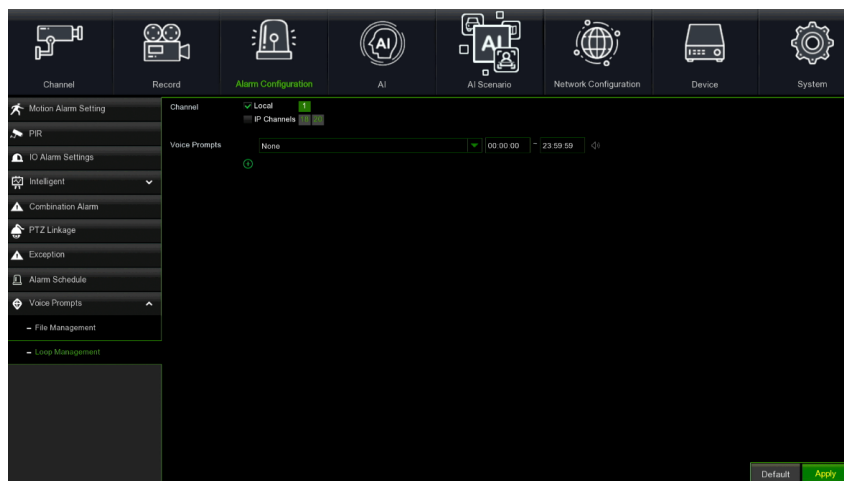 Channel
Record
Alarm Configuration
AI
AI Scenario
Network Configuration
Device
System
Motion Alarm Setting
PIR
IO Alarm Settings
Intelligent
Combination Alarm
PTZ Linkage
Exception
Alarm Schedule
Voice Prompts
– File Management
– Loop Management
Channel Local 1
IP Channels 18 20
Voice Prompts None 00:00:00 – 23:59:59
Default Apply